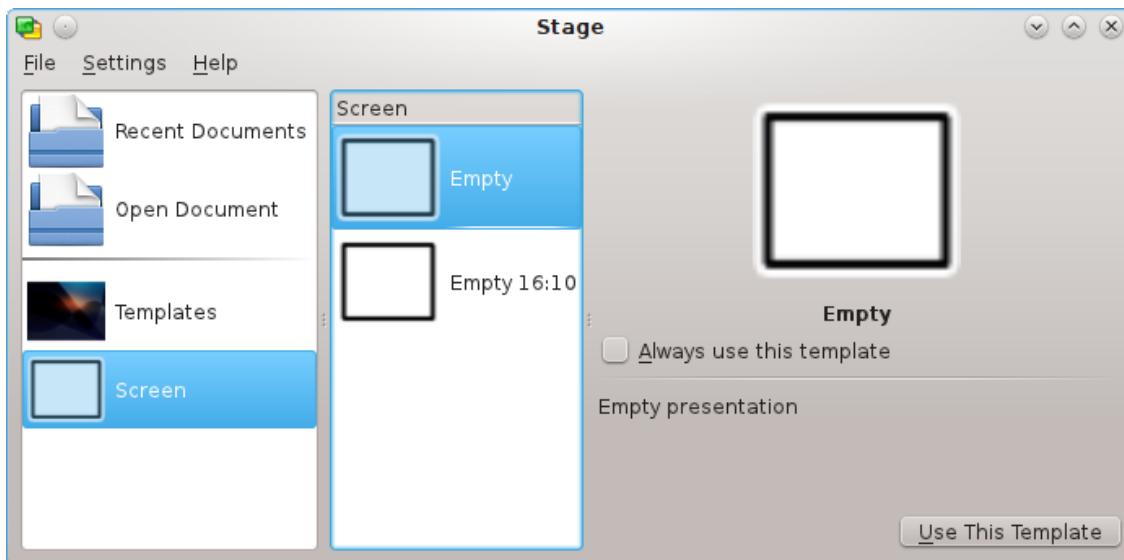 Stage
File Settings Help
Recent Documents
Open Document
Templates
Screen
Screen
Empty
Empty 16:10
Empty
Always use this template
Empty presentation
Use This Template